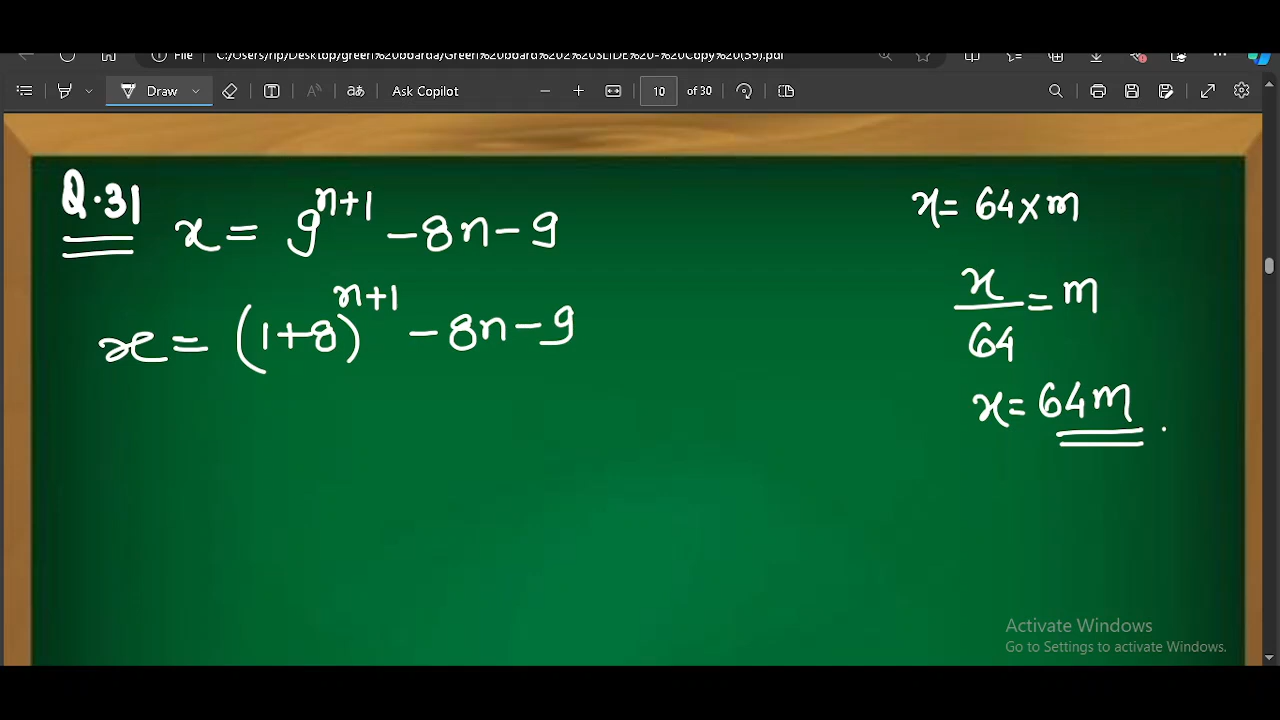 File C:/Users/rip/Desktop/green%20boarda/Green%20board%202%20SLIDE%20-%20Copy%20(39).pdf
Draw Ask Copilot 10 of 30
Q.31 x = 9^{n+1} - 8n - 9
x = (1+8)^{n+1} - 8n - 9
x = 64 × m
x/64 = m
x = 64m
Activate Windows
Go to Settings to activate Windows.